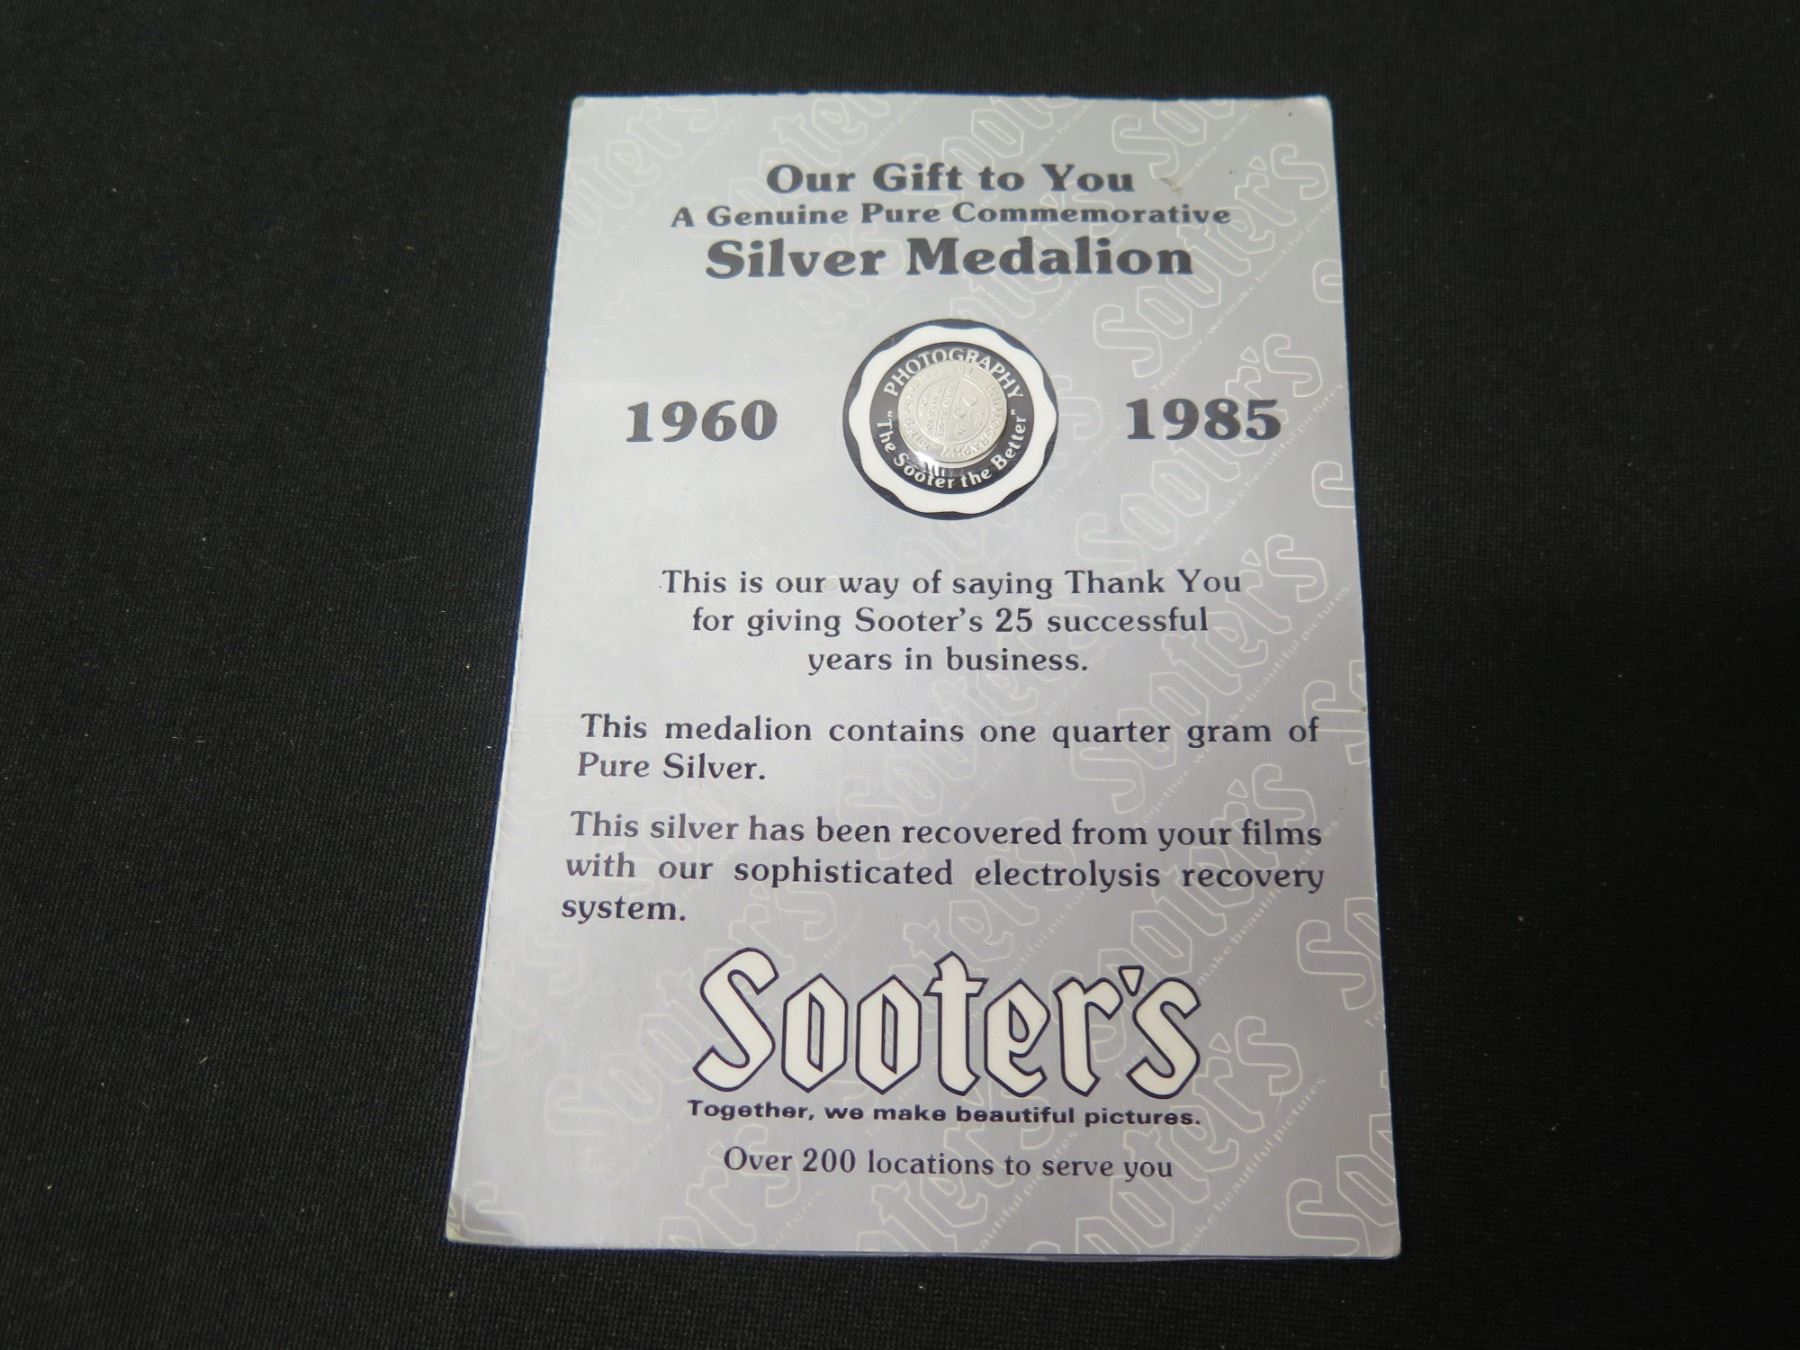 Our Gift to You
A Genuine Pure Commemorative
Silver Medalion
1960
PHOTOGRAPHY
"The Sooter the Better"
25
1985
This is our way of saying Thank You
for giving Sooter's 25 successful
years in business.
This medalion contains one quarter gram of
Pure Silver.
This silver has been recovered from your films
with our sophisticated electrolysis recovery
system.
Sooter's
Together, we make beautiful pictures.
Over 200 locations to serve you